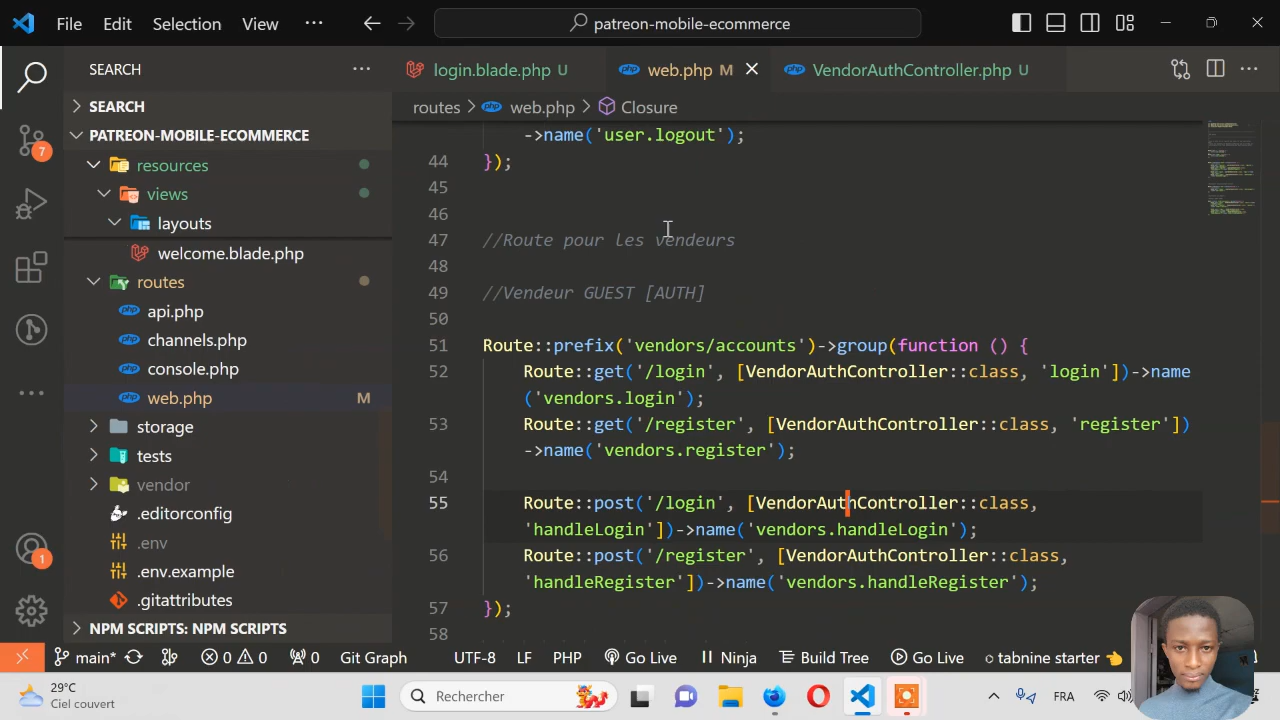 File Edit Selection View ··· patreon-mobile-ecommerce
SEARCH ···
login.blade.php U web.php M VendorAuthController.php U ···
routes > web.php > Closure
> SEARCH
PATREON-MOBILE-ECOMMERCE
resources
views
layouts
welcome.blade.php
routes
api.php
channels.php
console.php
web.php M
storage
tests
vendor
.editorconfig
.env
.env.example
.gitattributes
NPM SCRIPTS: NPM SCRIPTS
->name('user.logout');
44 });
45
46
47 //Route pour les vendeurs
48
49 //Vendeur GUEST [AUTH]
50
51 Route::prefix('vendors/accounts')->group(function () {
52 Route::get('/login', [VendorAuthController::class, 'login'])->name
('vendors.login');
53 Route::get('/register', [VendorAuthController::class, 'register'])
->name('vendors.register');
54
55 Route::post('/login', [VendorAuthController::class,
'handleLogin'])->name('vendors.handleLogin');
56 Route::post('/register', [VendorAuthController::class,
'handleRegister'])->name('vendors.handleRegister');
57 });
58
7
1
main* 0 0 0 Git Graph UTF-8 LF PHP Go Live Ninja Build Tree Go Live tabnine starter
29°C
Ciel couvert
Rechercher
FRA